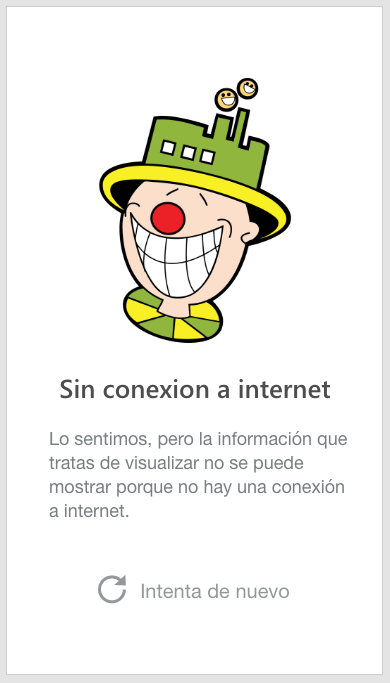 Sin conexion a internet
Lo sentimos, pero la información que
tratas de visualizar no se puede
mostrar porque no hay una conexión
a internet.
Intenta de nuevo